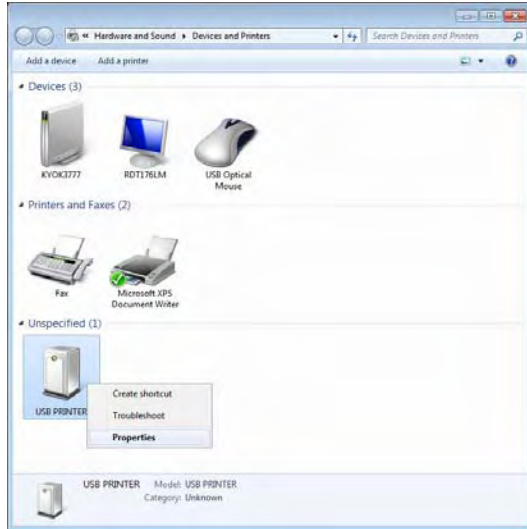 « Hardware and Sound ▸ Devices and Printers
Search Devices and Printers
Add a device Add a printer
Devices (3)
KYOK3777 RDT176LM USB Optical
Mouse
Printers and Faxes (2)
Fax Microsoft XPS
Document Writer
Unspecified (1)
USB PRINTER
Create shortcut
Troubleshoot
Properties
USB PRINTER Model: USB PRINTER
Category: Unknown